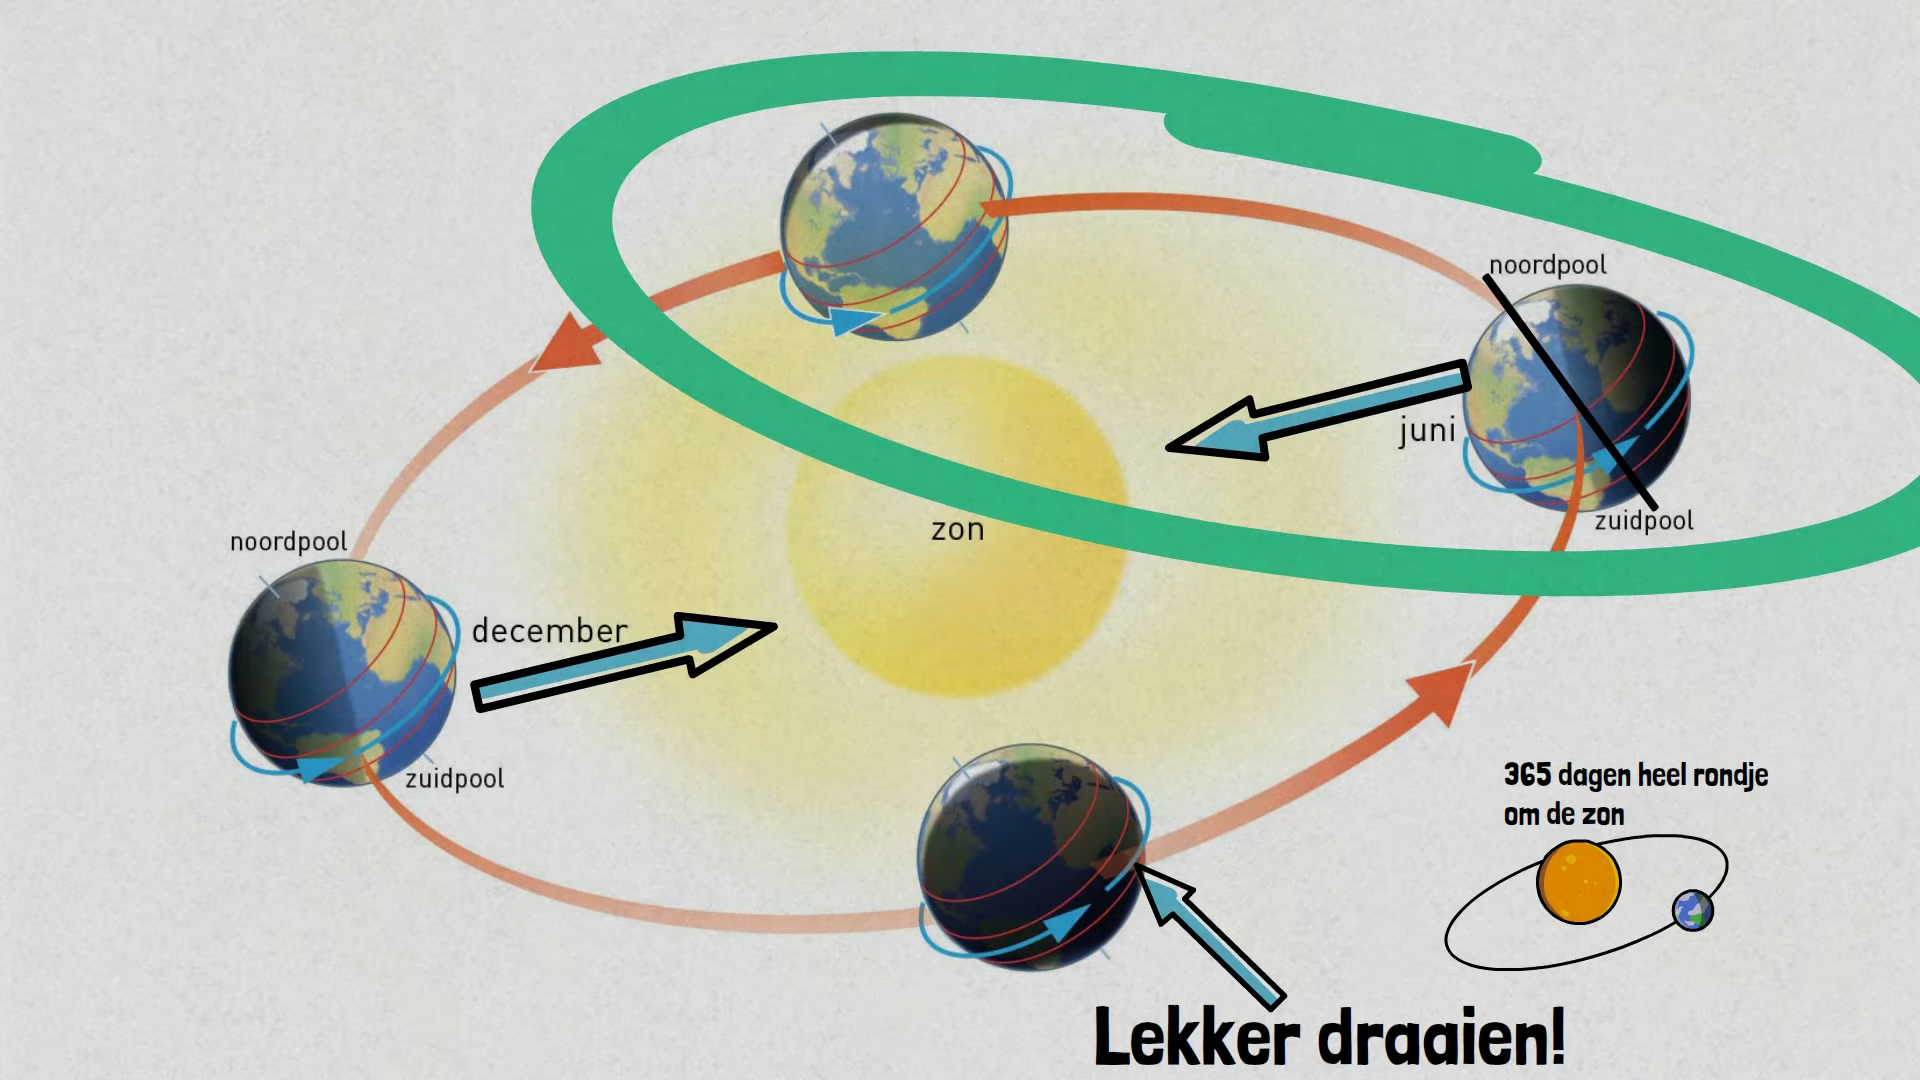 noordpool
juni
zuidpool
zon
noordpool
december
zuidpool
365 dagen heel rondje
om de zon
Lekker draaien!